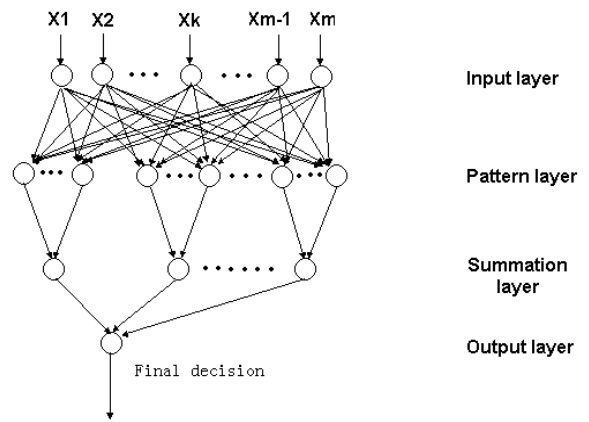 X1 X2 Xk Xm-1 Xm
Input layer
Pattern layer
Summation
layer
Output layer
Final decision